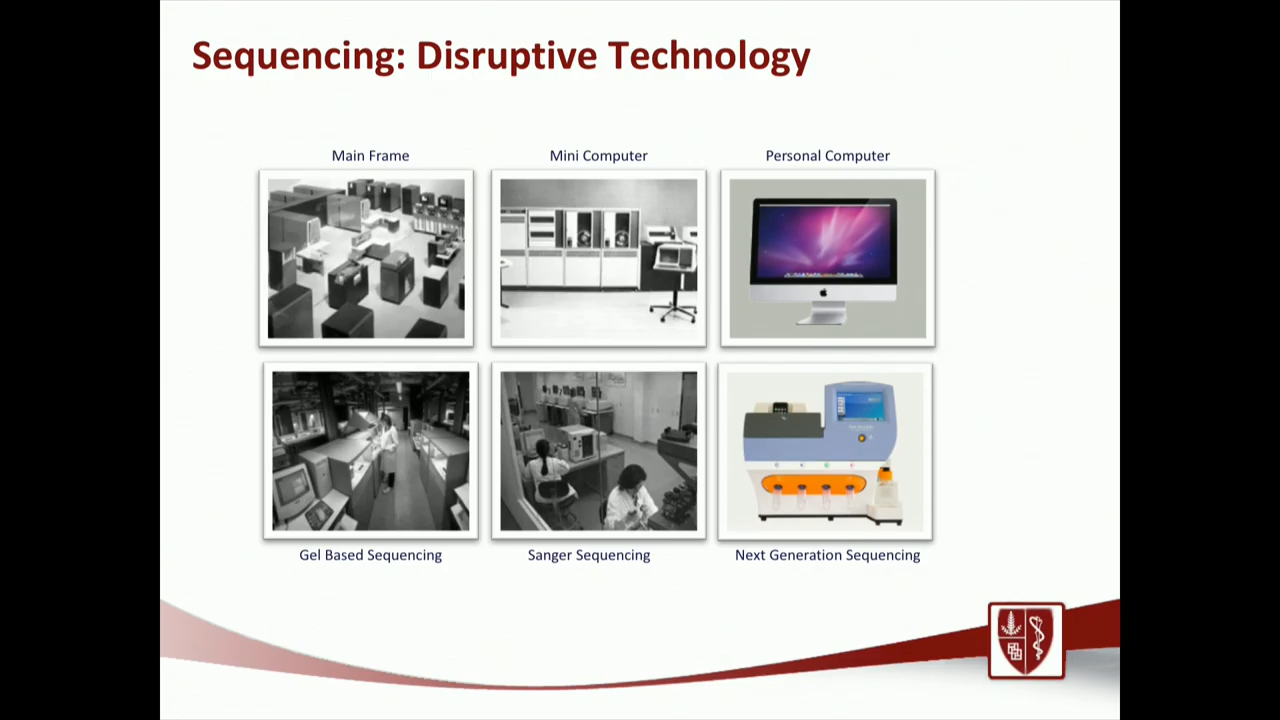 Sequencing: Disruptive Technology
Main Frame
Mini Computer
Personal Computer
Gel Based Sequencing
Sanger Sequencing
Next Generation Sequencing